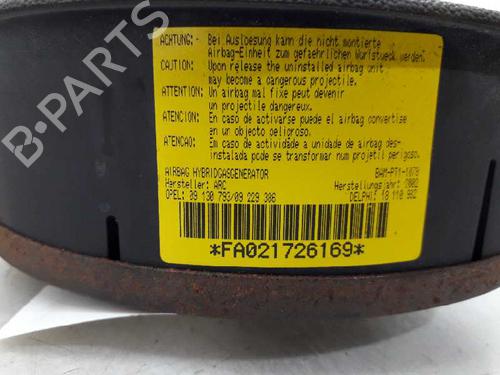 ACHTUNG: - Bei Ausloesung kann die nicht montierte
Airbag-Einheit zum gefaehrlichen Wurfstueck werden.
CAUTION: Upon release the uninstalled airbag unit
may become a dangerous projectile.
ATTENTION: Un airbag mal fixe peut devenir
un projectile dangereux.
ATENCION: En caso de activarse puede el airbag convertise
en un objecto peligroso.
ATENCAO: Em caso de actividade a unidade de airbag des-
instalada pode se transformar num projetil perigoso.
AIRBAG HYBRIDGASGENERATOR BAM-PT1-1079
Hersteller: ARC Herstellungsjahr 2002
OPEL: 09 130 793/09 229 306 DELPHI: 18 110 962
*FA021726169*
B-PARTS